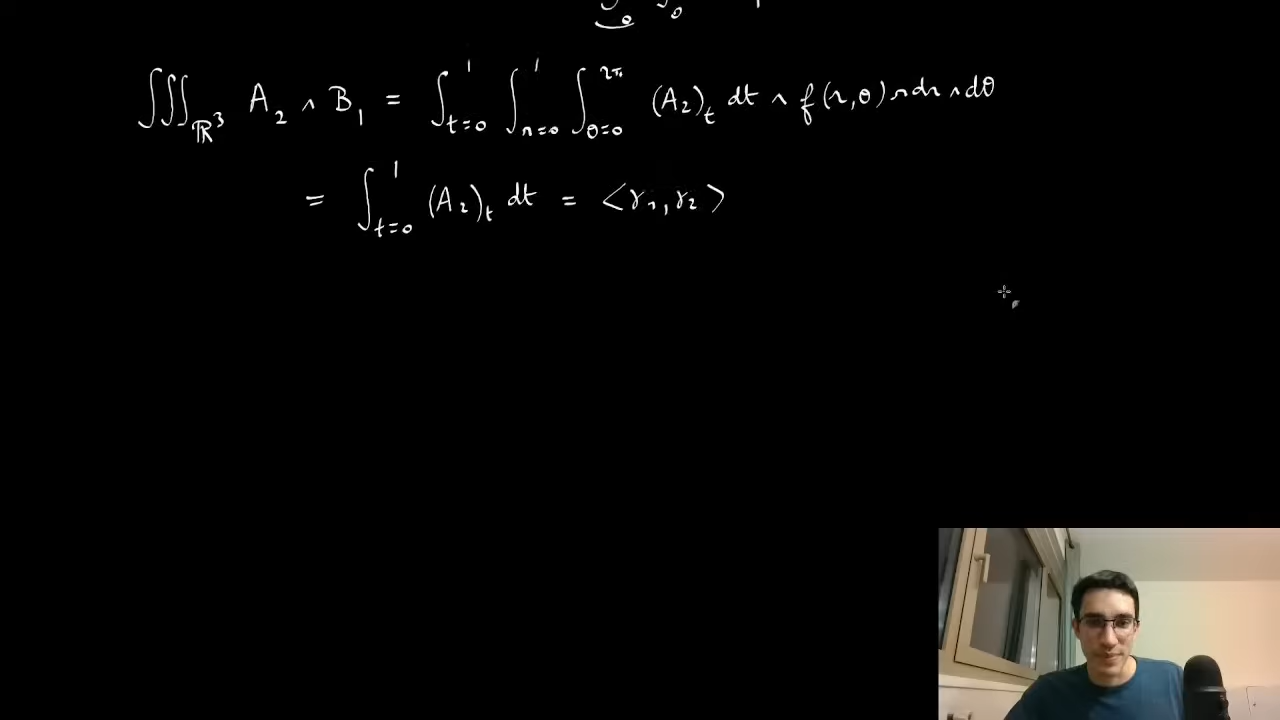 ∫∫∫_ℝ³ A₂ ∧ B₁ = ∫_{t=0}^{1} ∫_{r=0}^{1} ∫_{θ=0}^{2π} (A₂)_t dt ∧ f(r,θ) r dr ∧ dθ
= ∫_{t=0}^{1} (A₂)_t dt = <γ₁, γ₂>